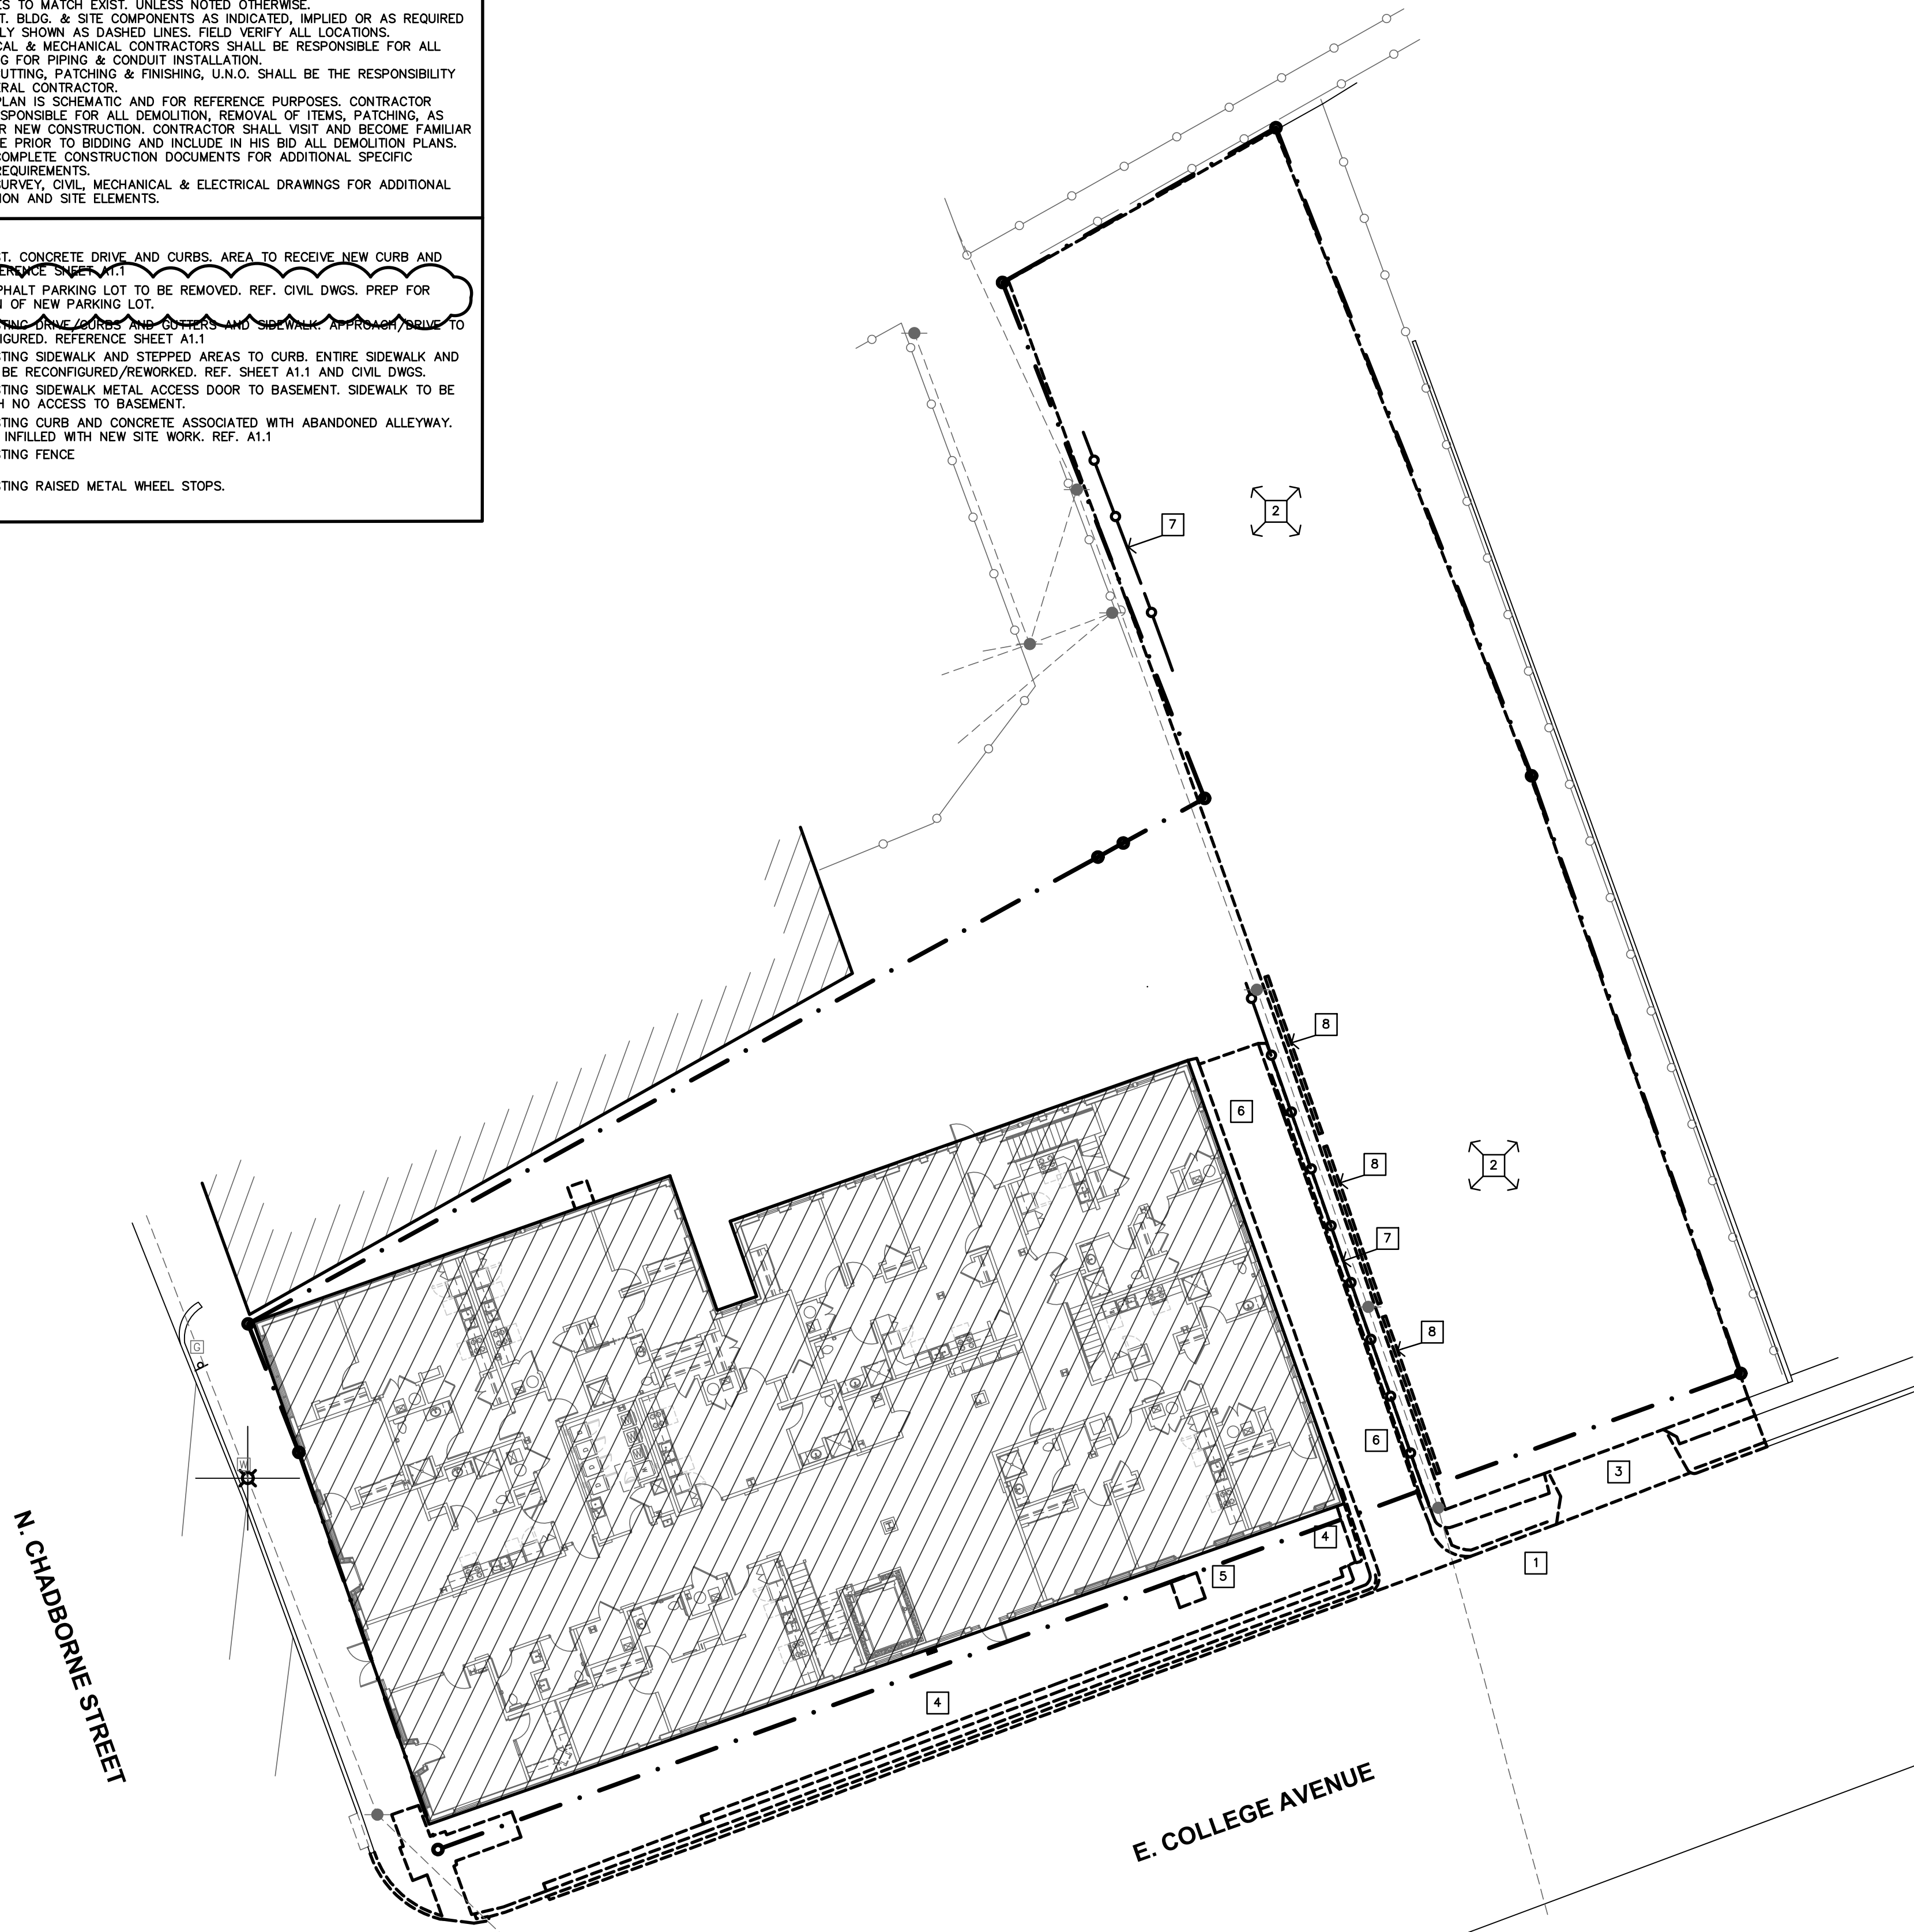 ES TO MATCH EXIST. UNLESS NOTED OTHERWISE.
T. BLDG. & SITE COMPONENTS AS INDICATED, IMPLIED OR AS REQUIRED
LY SHOWN AS DASHED LINES. FIELD VERIFY ALL LOCATIONS.
CAL & MECHANICAL CONTRACTORS SHALL BE RESPONSIBLE FOR ALL
G FOR PIPING & CONDUIT INSTALLATION.
UTTING, PATCHING & FINISHING, U.N.O. SHALL BE THE RESPONSIBILITY
ERAL CONTRACTOR.
PLAN IS SCHEMATIC AND FOR REFERENCE PURPOSES. CONTRACTOR
SPONSIBLE FOR ALL DEMOLITION, REMOVAL OF ITEMS, PATCHING, AS
R NEW CONSTRUCTION. CONTRACTOR SHALL VISIT AND BECOME FAMILIAR
E PRIOR TO BIDDING AND INCLUDE IN HIS BID ALL DEMOLITION PLANS.
COMPLETE CONSTRUCTION DOCUMENTS FOR ADDITIONAL SPECIFIC
REQUIREMENTS.
SURVEY, CIVIL, MECHANICAL & ELECTRICAL DRAWINGS FOR ADDITIONAL
ION AND SITE ELEMENTS.
T. CONCRETE DRIVE AND CURBS. AREA TO RECEIVE NEW CURB AND
ERENCE SHEET A1.1
PHALT PARKING LOT TO BE REMOVED. REF. CIVIL DWGS. PREP FOR
N OF NEW PARKING LOT.
STING DRIVE/CURBS AND GUTTERS AND SIDEWALK. APPROACH/DRIVE TO
IGURED. REFERENCE SHEET A1.1
STING SIDEWALK AND STEPPED AREAS TO CURB. ENTIRE SIDEWALK AND
BE RECONFIGURED/REWORKED. REF. SHEET A1.1 AND CIVIL DWGS.
STING SIDEWALK METAL ACCESS DOOR TO BASEMENT. SIDEWALK TO BE
H NO ACCESS TO BASEMENT.
STING CURB AND CONCRETE ASSOCIATED WITH ABANDONED ALLEYWAY.
INFILLED WITH NEW SITE WORK. REF. A1.1
STING FENCE
STING RAISED METAL WHEEL STOPS.
2
7
8
6
8
2
7
8
G
6
W
3
4
1
5
4
N. CHADBORNE STREET
E. COLLEGE AVENUE